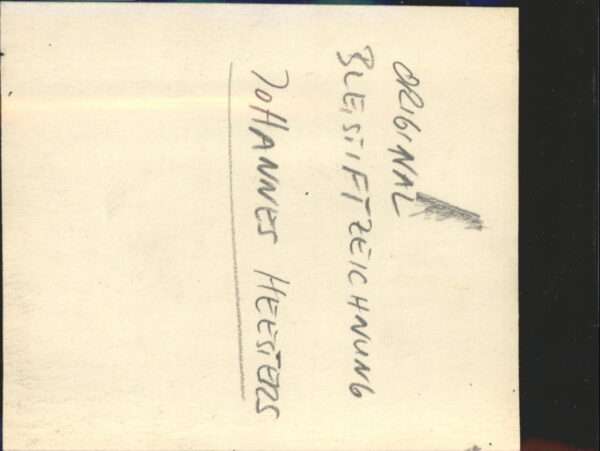 ORIGINAL
BLEISTIFTZEICHNUNG
JOHANNES HEESTERS